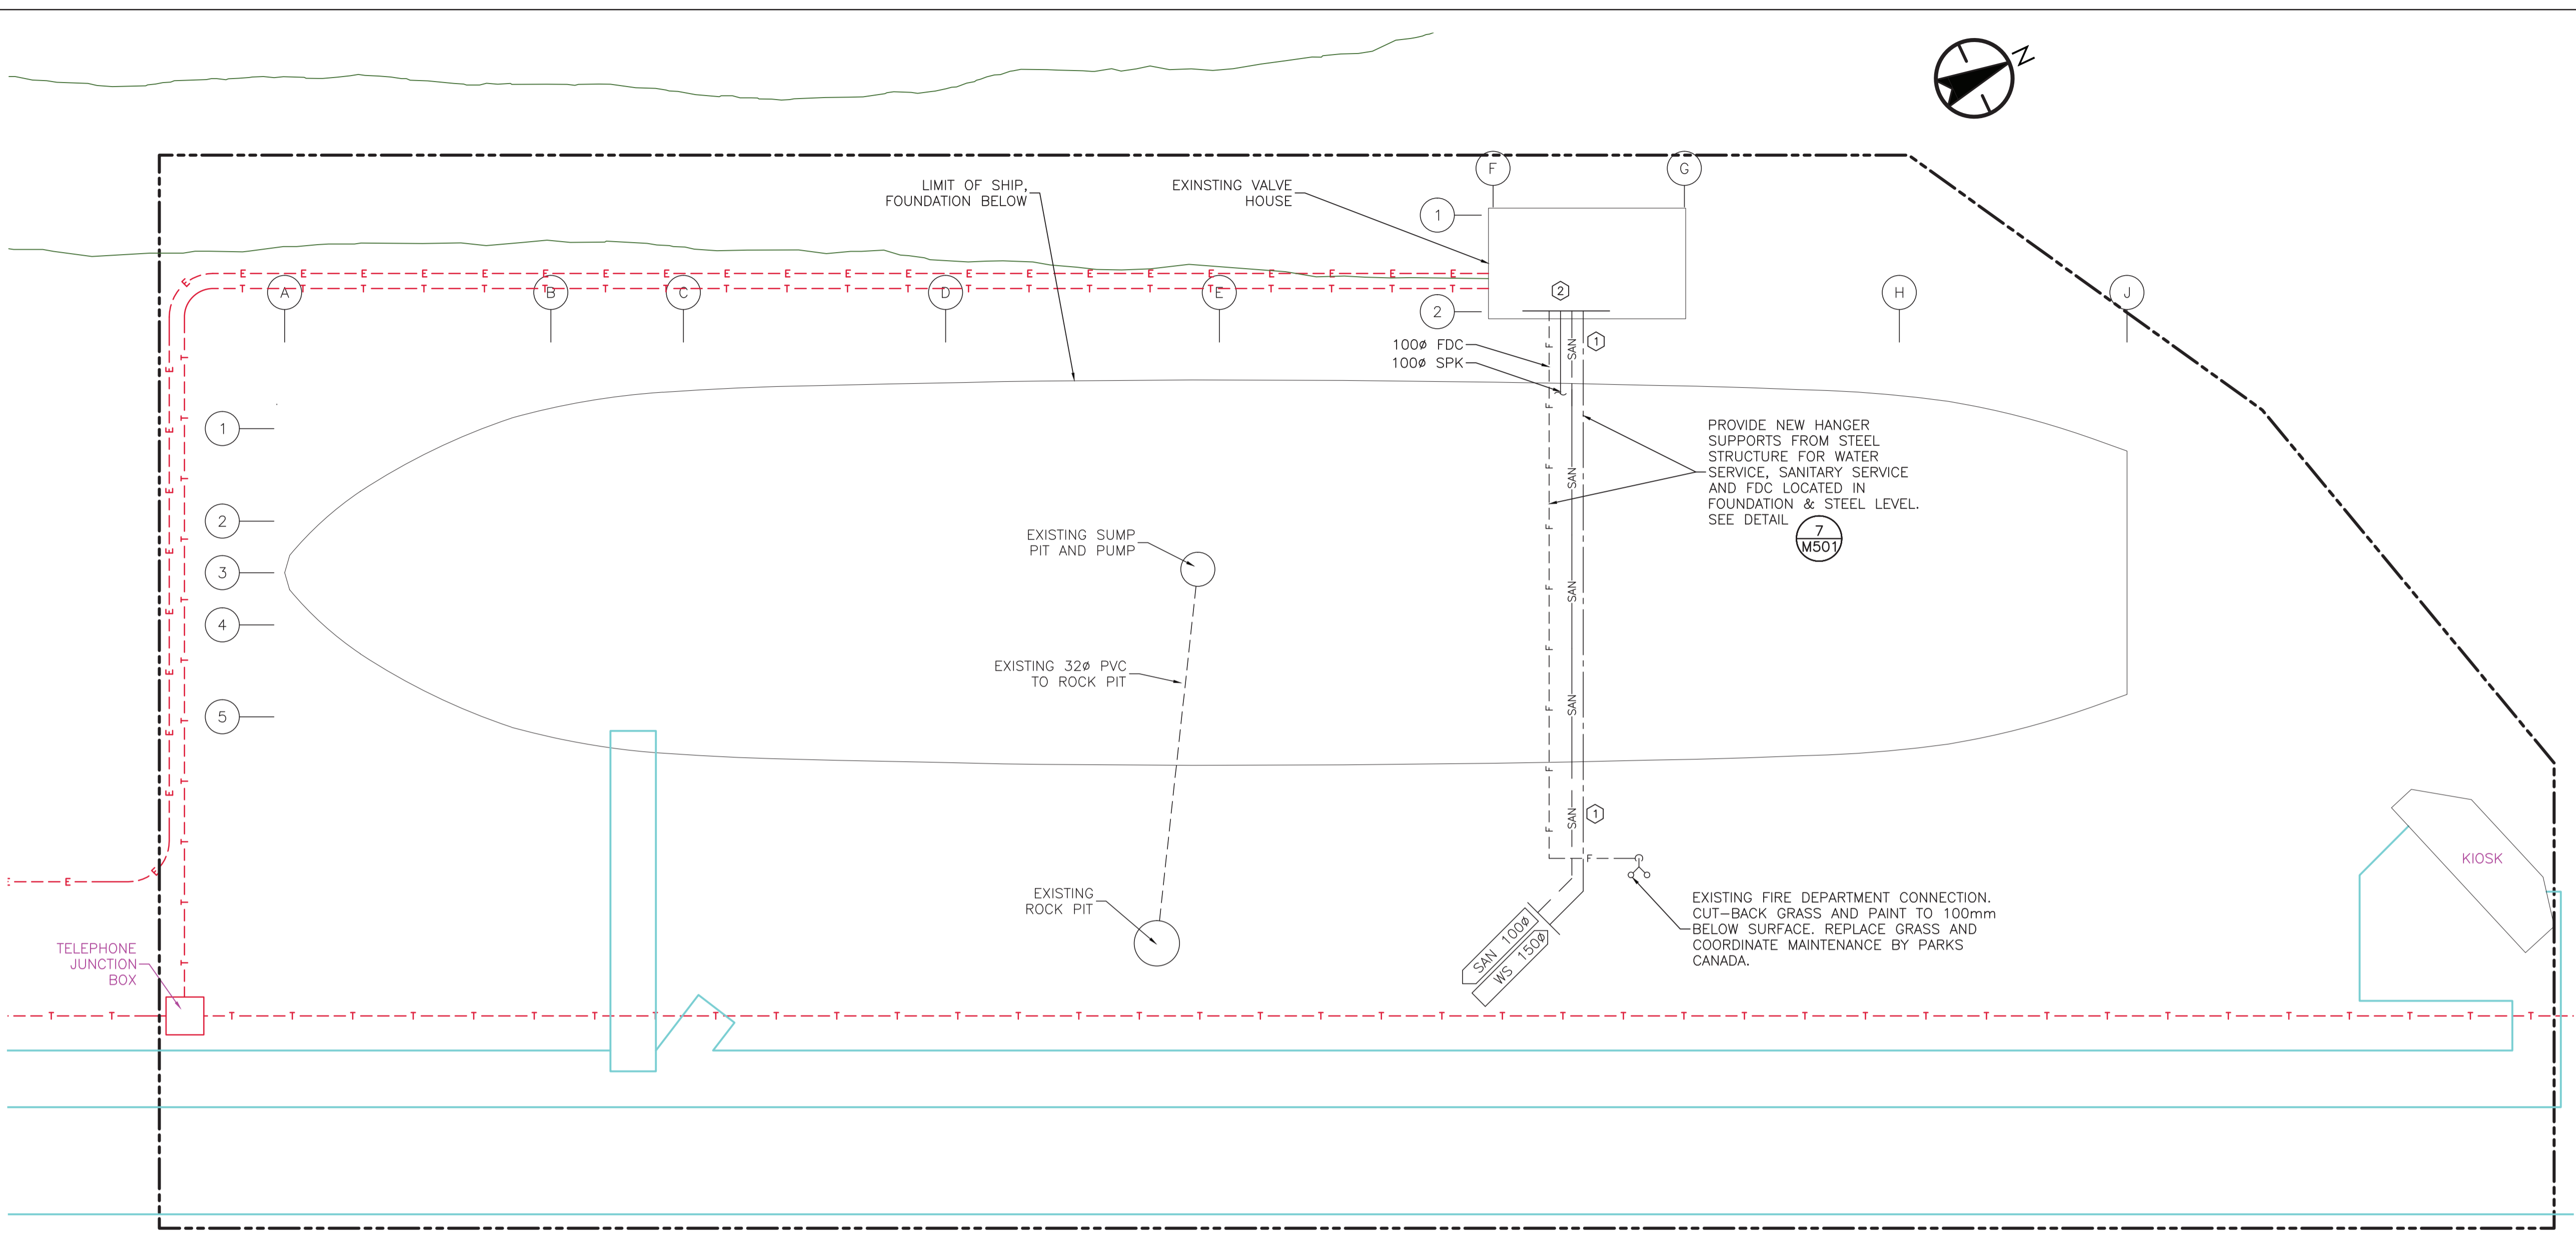 N
F
G
LIMIT OF SHIP,
FOUNDATION BELOW
EXINSTING VALVE
HOUSE
1
2
A
B
C
D
E
H
J
2
1
100ø FDC
100ø SPK
1
2
3
4
5
PROVIDE NEW HANGER
SUPPORTS FROM STEEL
STRUCTURE FOR WATER
SERVICE, SANITARY SERVICE
AND FDC LOCATED IN
FOUNDATION & STEEL LEVEL.
SEE DETAIL
7
M501
EXISTING SUMP
PIT AND PUMP
EXISTING 32ø PVC
TO ROCK PIT
EXISTING
ROCK PIT
SAN
SAN
SAN
SAN
SAN
1
F
SAN 100ø
WS 150ø
EXISTING FIRE DEPARTMENT CONNECTION.
CUT-BACK GRASS AND PAINT TO 100mm
BELOW SURFACE. REPLACE GRASS AND
COORDINATE MAINTENANCE BY PARKS
CANADA.
KIOSK
TELEPHONE
JUNCTION
BOX